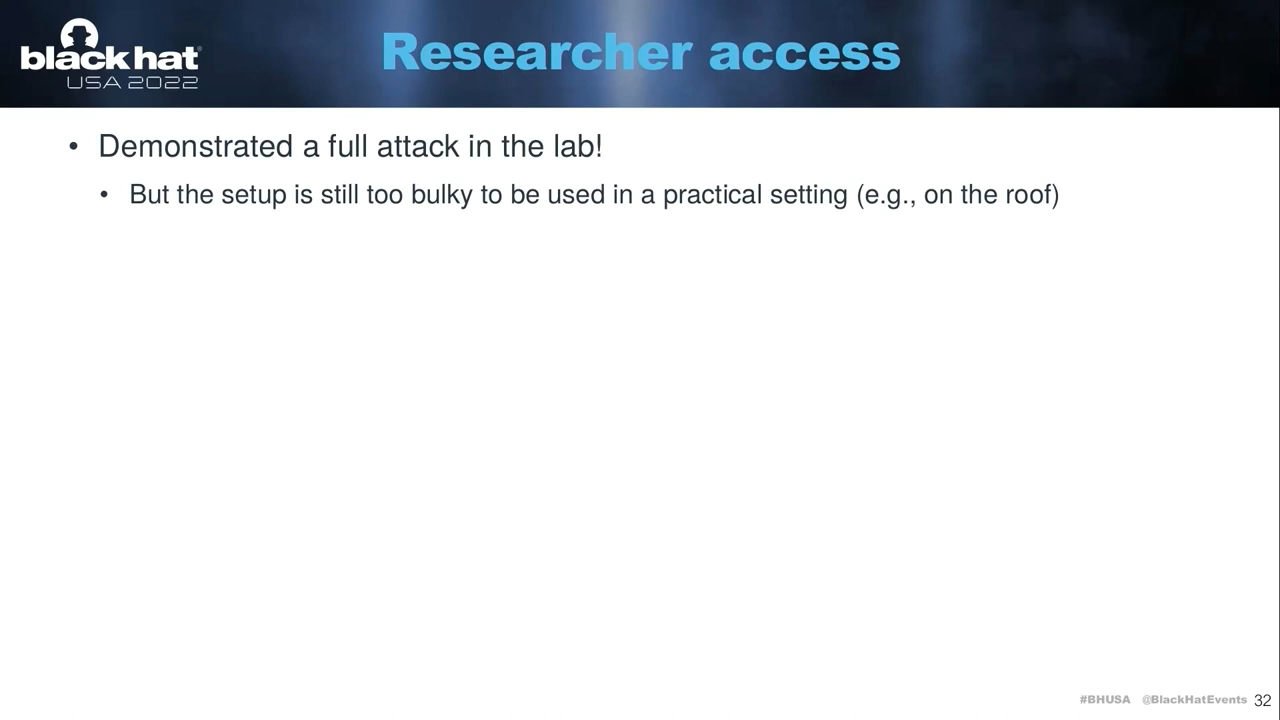 black hat®
USA 2022
Researcher access
• Demonstrated a full attack in the lab!
• But the setup is still too bulky to be used in a practical setting (e.g., on the roof)
#BHUSA @BlackHatEvents 32